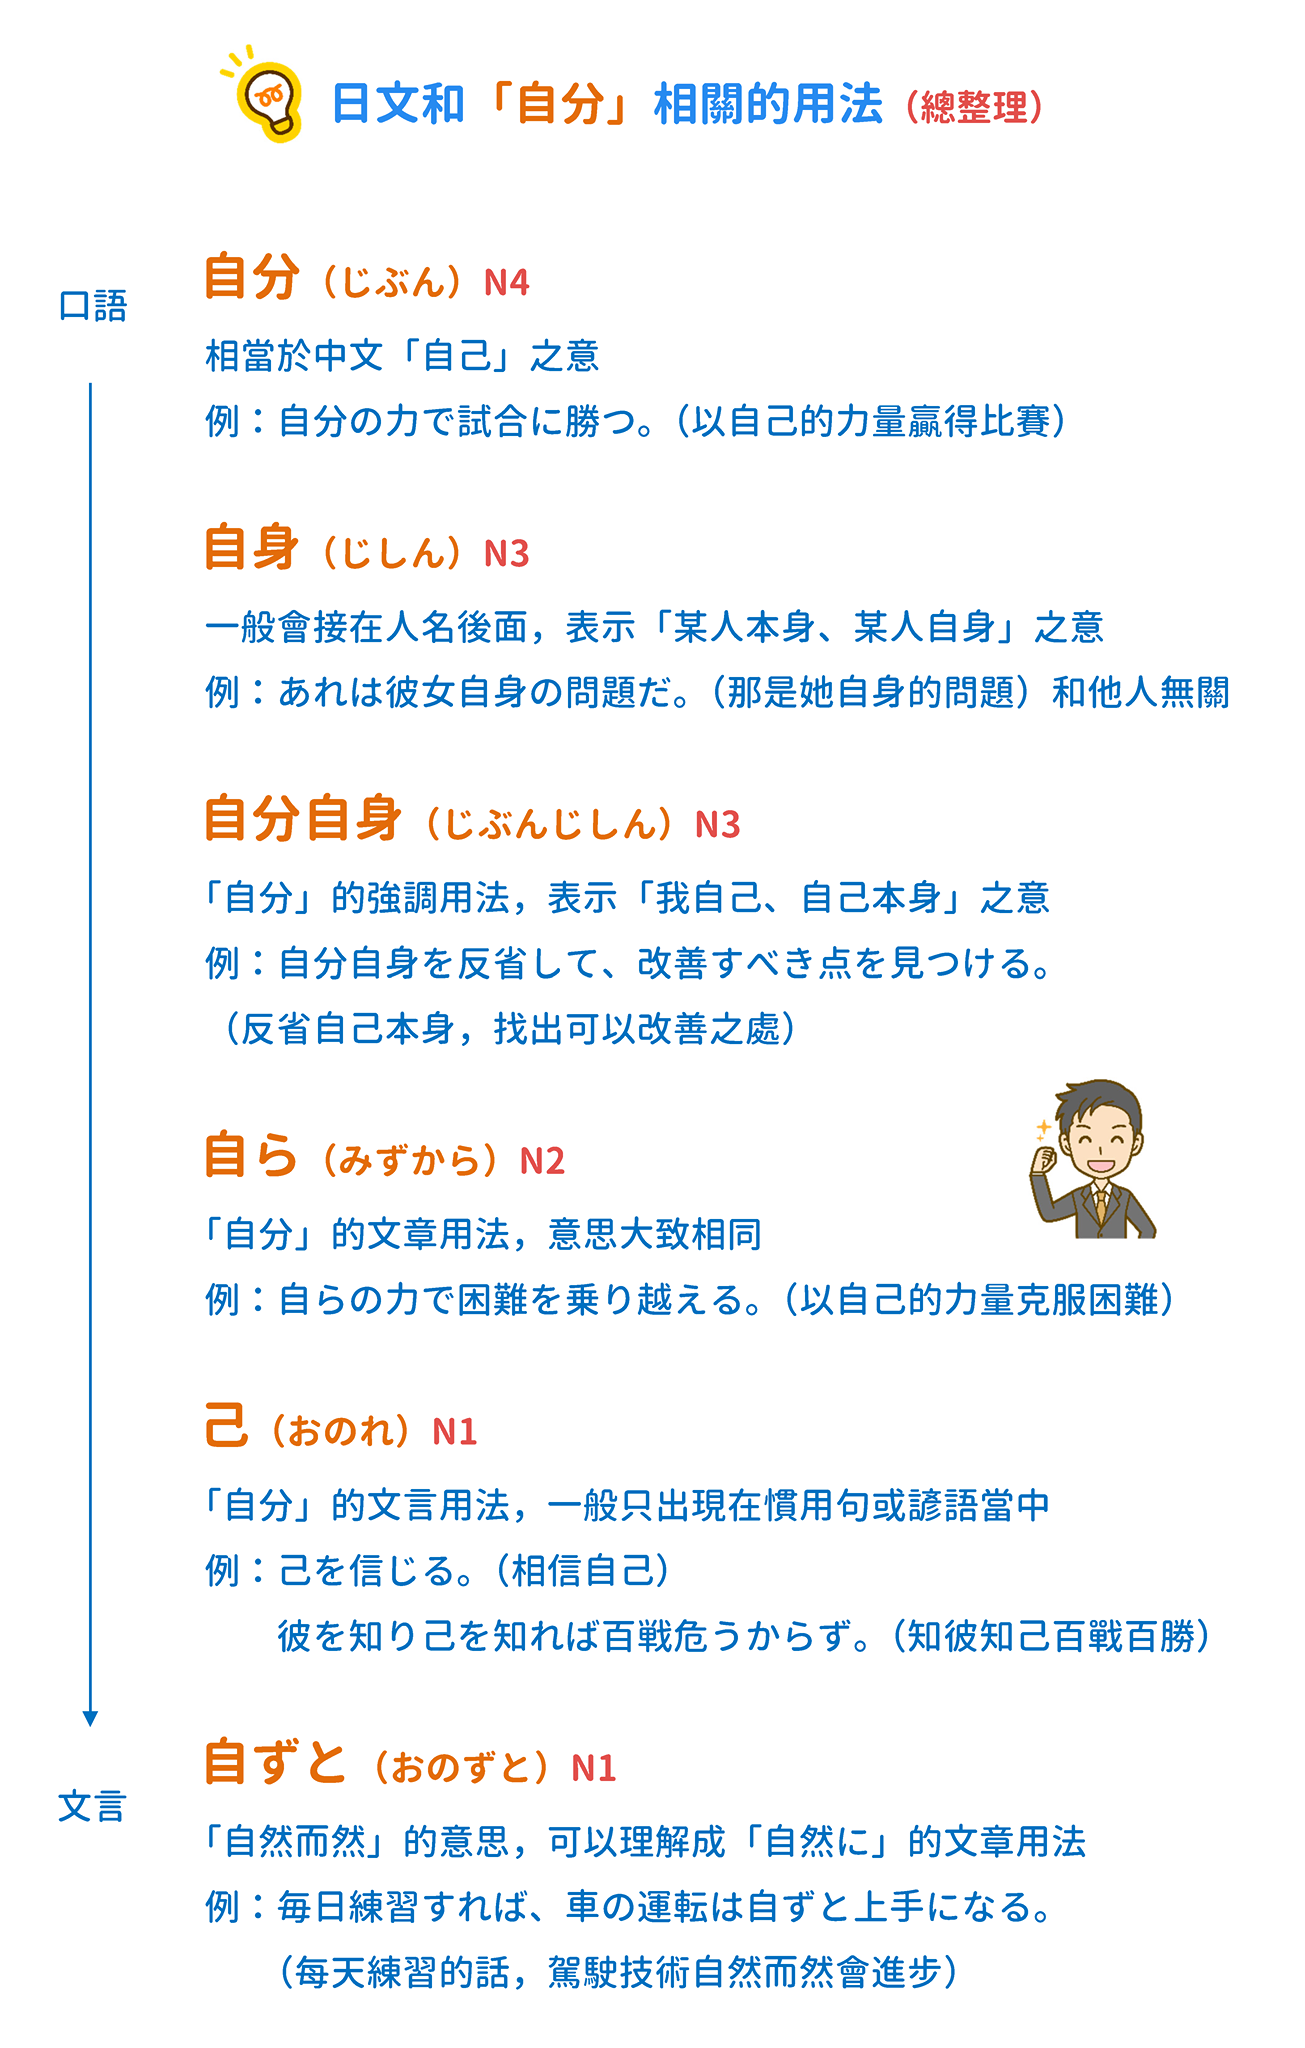 日文和「自分」相關的用法（總整理）
口語
自分（じぶん）N4
相當於中文「自己」之意
例：自分の力で試合に勝つ。（以自己的力量贏得比賽）
自身（じしん）N3
一般會接在人名後面，表示「某人本身、某人自身」之意
例：あれは彼女自身の問題だ。（那是她自身的問題）和他人無關
自分自身（じぶんじしん）N3
「自分」的強調用法，表示「我自己、自己本身」之意
例：自分自身を反省して、改善すべき点を見つける。
（反省自己本身，找出可以改善之處）
自ら（みずから）N2
「自分」的文章用法，意思大致相同
例：自らの力で困難を乗り越える。（以自己的力量克服困難）
己（おのれ）N1
「自分」的文言用法，一般只出現在慣用句或諺語當中
例：己を信じる。（相信自己）
彼を知り己を知れば百戦危うからず。（知彼知己百戰百勝）
自ずと（おのずと）N1
文言
「自然而然」的意思，可以理解成「自然に」的文章用法
例：毎日練習すれば、車の運転は自ずと上手になる。
（每天練習的話，駕駛技術自然而然會進步）